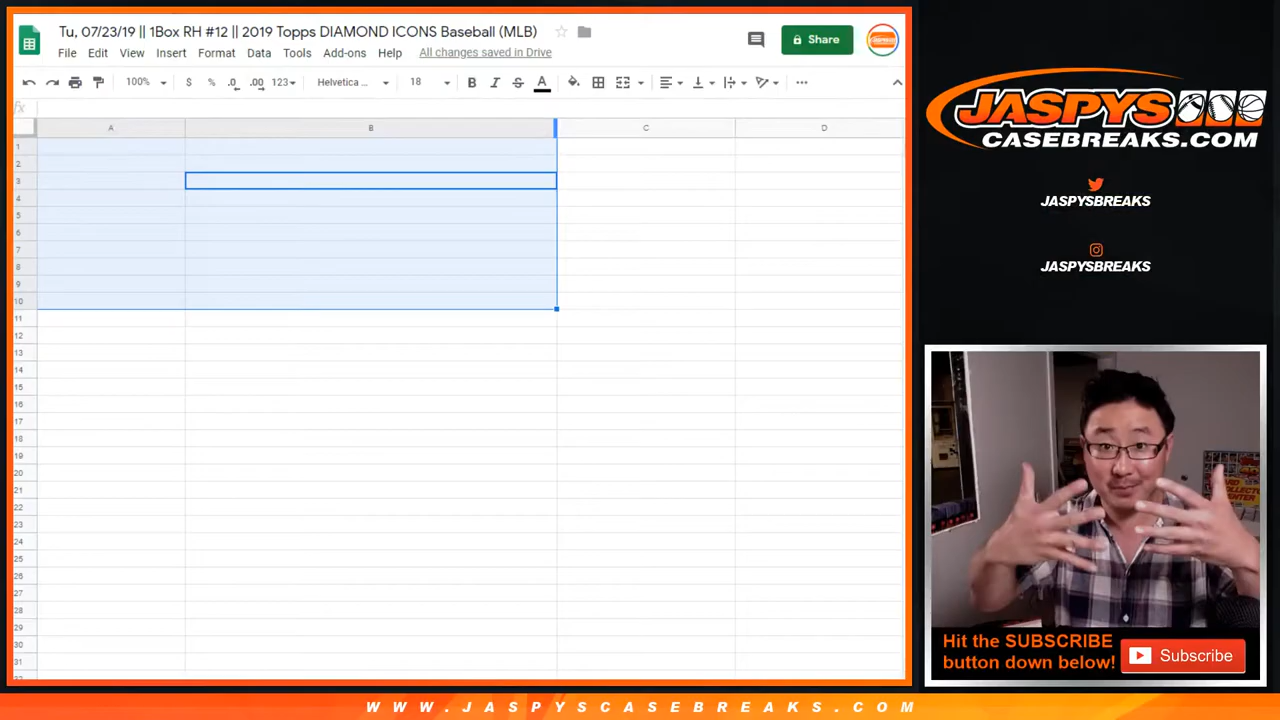 Tu, 07/23/19 || 1Box RH #12 || 2019 Topps DIAMOND ICONS Baseball (MLB)
File Edit View Insert Format Data Tools Add-ons Help All changes saved in Drive
Share
100% $ % .0 .00 123 Helvetica ... 18 B I S A
fx
A B C D
1
2
3
4
5
6
7
8
9
10
11
12
13
14
15
16
17
18
19
20
21
22
23
24
25
26
27
28
29
30
31
JASPYS
CASEBREAKS.COM
JASPYSBREAKS
JASPYSBREAKS
Hit the SUBSCRIBE
button down below!
Subscribe
WWW.JASPYSCASEBREAKS.COM